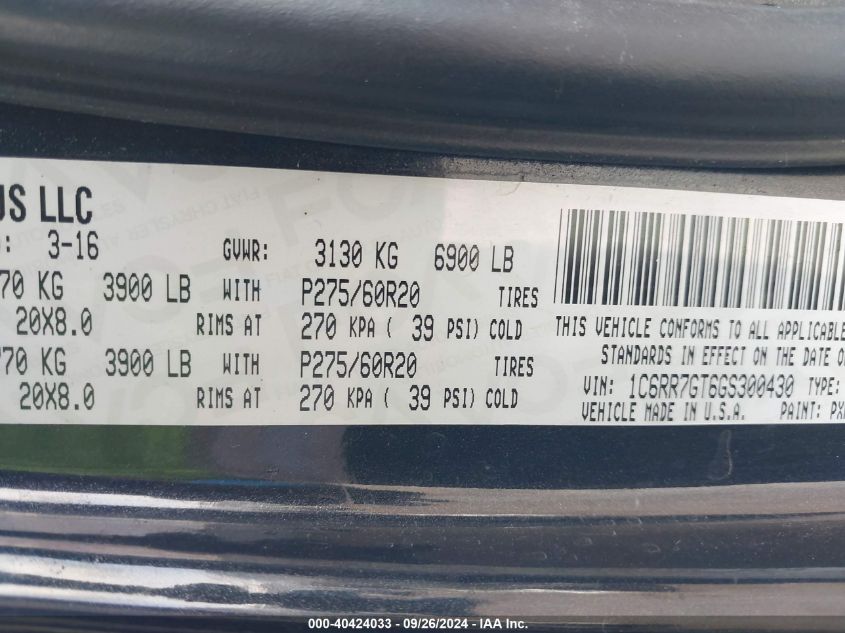 US LLC
3-16 GVWR: 3130 KG 6900 LB
70 KG 3900 LB WITH P275/60R20 TIRES
20X8.0 RIMS AT 270 KPA ( 39 PSI) COLD
770 KG 3900 LB WITH P275/60R20 TIRES
20X8.0 RIMS AT 270 KPA ( 39 PSI) COLD
THIS VEHICLE CONFORMS TO ALL APPLICABLE
STANDARDS IN EFFECT ON THE DATE O
VIN: 1C6RR7GT6GS300430 TYPE:
VEHICLE MADE IN U.S.A. PAINT: PX
000-40424033 - 09/26/2024 - IAA Inc.